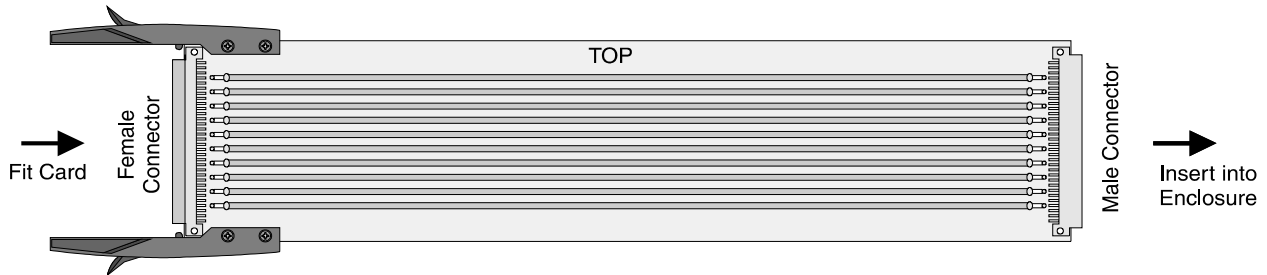 TOP
Fit Card
Female
Connector
Male Connector
Insert into
Enclosure